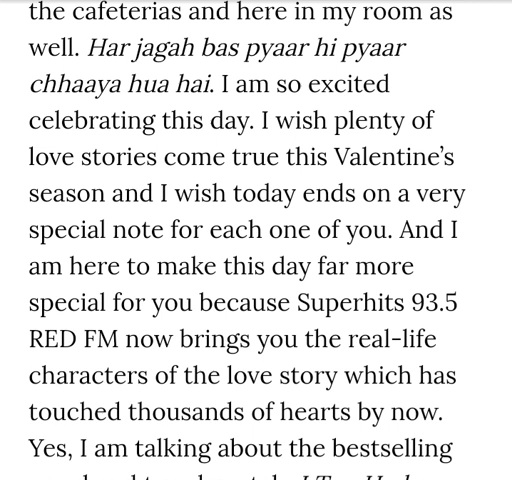 the cafeterias and here in my room as
well. Har jagah bas pyaar hi pyaar
chhaaya hua hai. I am so excited
celebrating this day. I wish plenty of
love stories come true this Valentine’s
season and I wish today ends on a very
special note for each one of you. And I
am here to make this day far more
special for you because Superhits 93.5
RED FM now brings you the real-life
characters of the love story which has
touched thousands of hearts by now.
Yes, I am talking about the bestselling